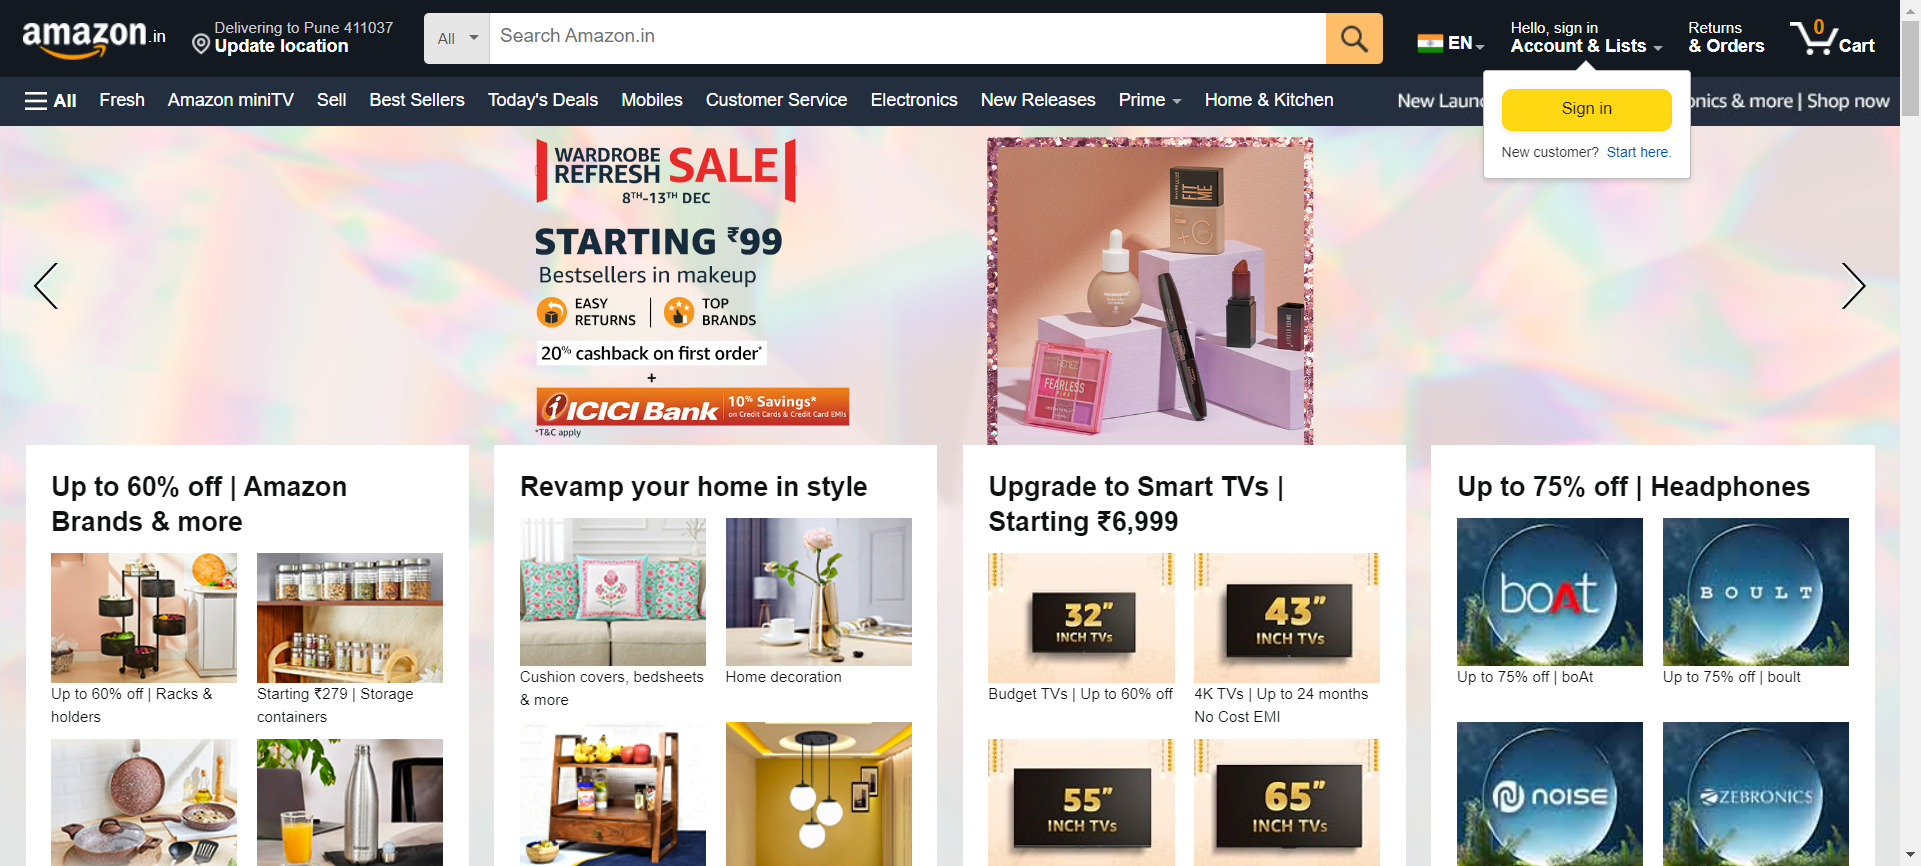 amazon.in
Delivering to Pune 411037
Update location
All
Search Amazon.in
EN
Hello, sign in
Account & Lists
Returns
& Orders
0
Cart
All
Fresh
Amazon miniTV
Sell
Best Sellers
Today's Deals
Mobiles
Customer Service
Electronics
New Releases
Prime
Home & Kitchen
New Laun
onics & more | Shop now
Sign in
New customer? Start here.
WARDROBE
REFRESH
SALE
8TH-13TH DEC
STARTING ₹99
Bestsellers in makeup
EASY
RETURNS
TOP
BRANDS
20% cashback on first order*
+
ICICI Bank
10% Savings*
on Credit Cards & Credit Card EMIs
*T&C apply
FIT
ME
FEARLESS
Up to 60% off | Amazon
Brands & more
Up to 60% off | Racks &
holders
Starting ₹279 | Storage
containers
Revamp your home in style
Cushion covers, bedsheets
& more
Home decoration
Upgrade to Smart TVs |
Starting ₹6,999
32”
INCH TVs
43”
INCH TVs
Budget TVs | Up to 60% off
4K TVs | Up to 24 months
No Cost EMI
55”
INCH TVs
65”
INCH TVs
Up to 75% off | Headphones
boAt
BOULT
Up to 75% off | boAt
Up to 75% off | boult
NOISE
ZEBRONICS